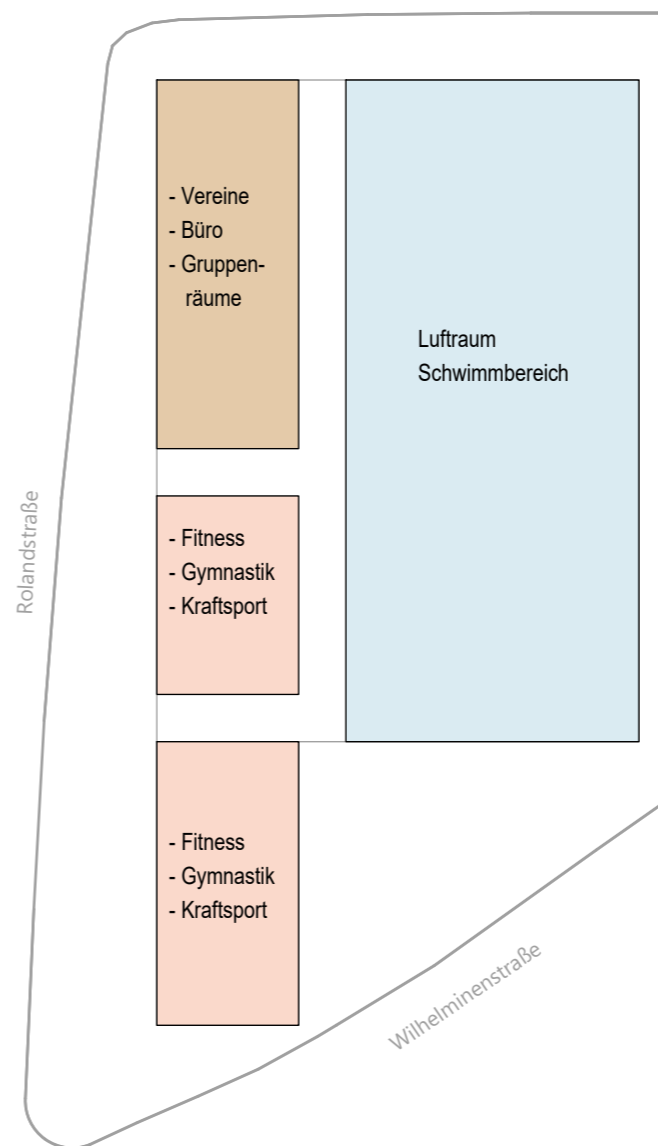 - Vereine
- Büro
- Gruppen-
räume
Luftraum
Schwimmbereich
Rolandstraße
- Fitness
- Gymnastik
- Kraftsport
- Fitness
- Gymnastik
- Kraftsport
Wilhelminenstraße